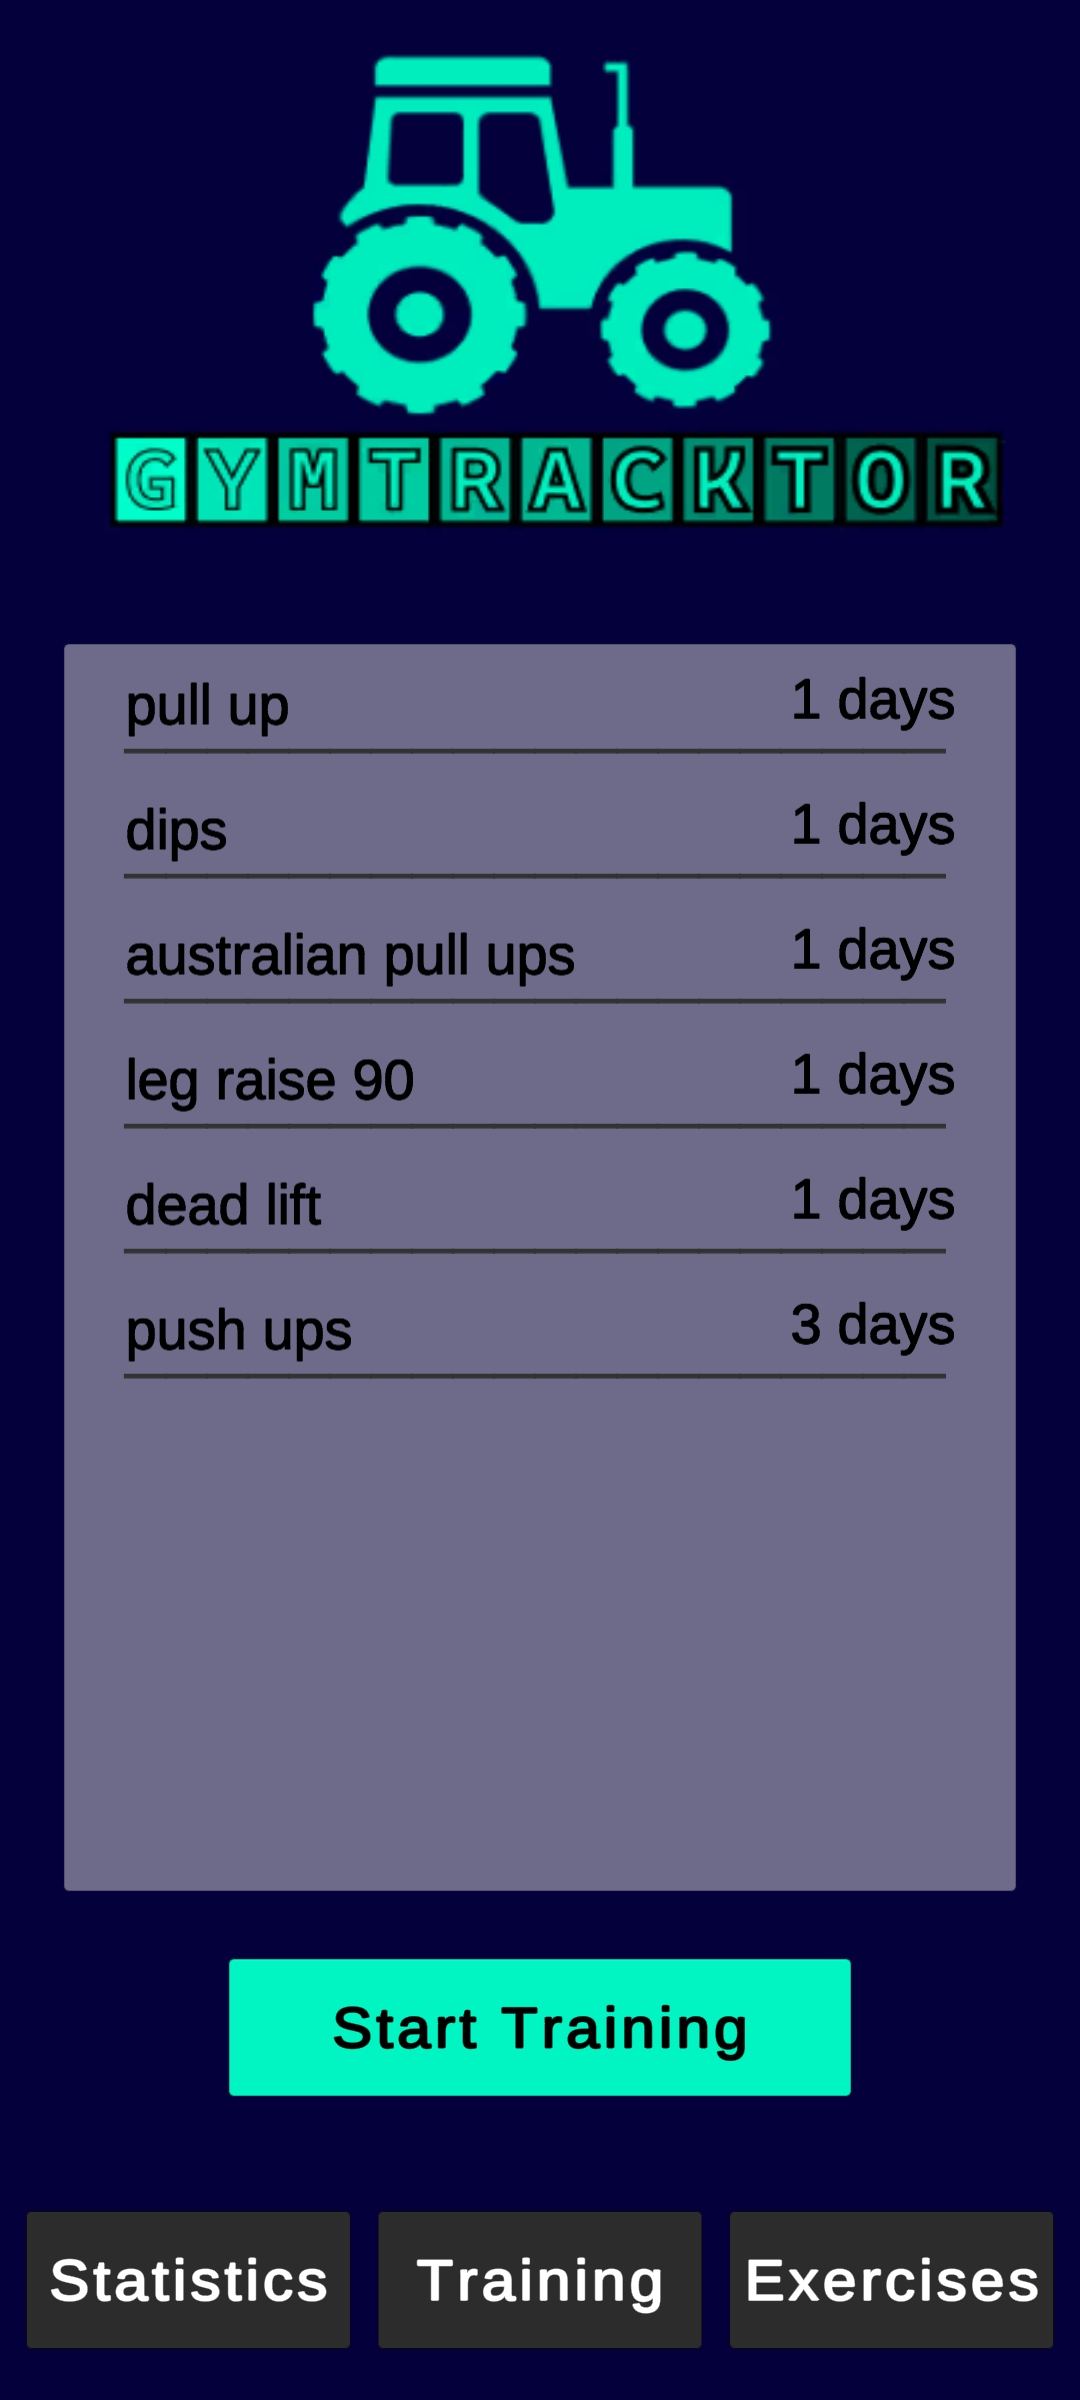 GYMTRACKTOR
pull up 1 days
dips 1 days
australian pull ups 1 days
leg raise 90 1 days
dead lift 1 days
push ups 3 days
Start Training
Statistics Training Exercises